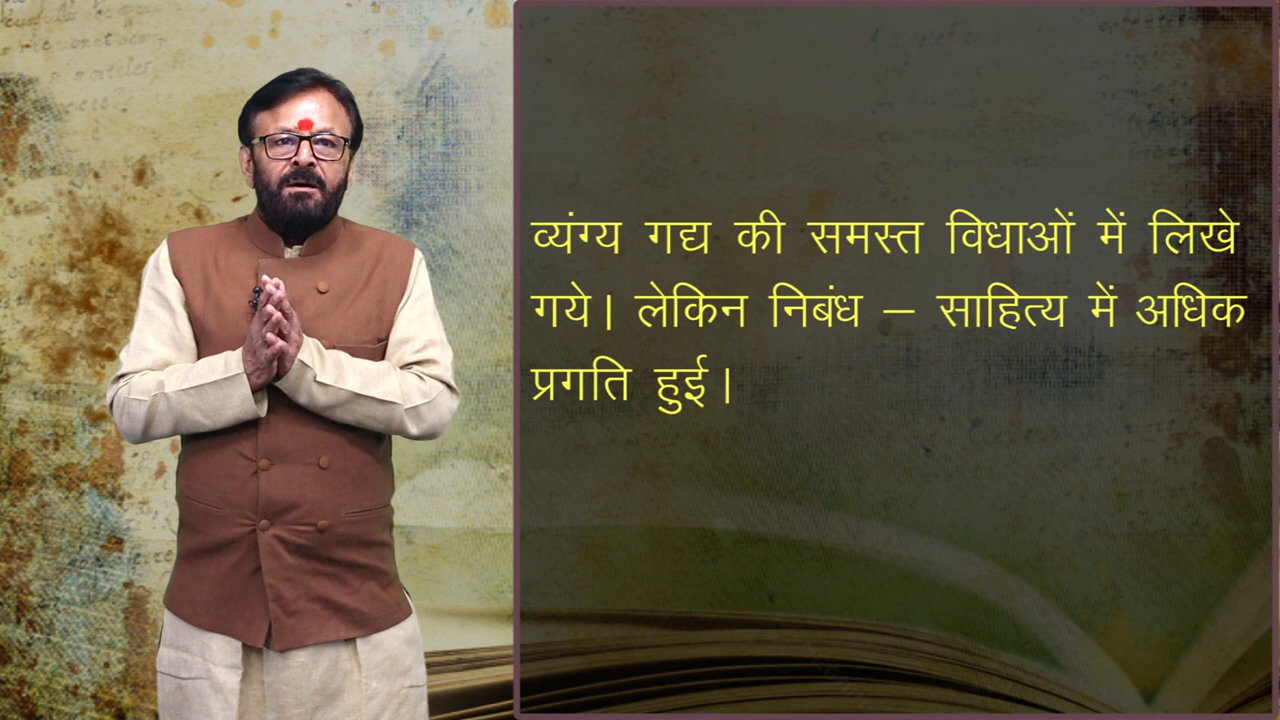 व्यंग्य गद्य की समस्त विधाओं में लिखे
गये। लेकिन निबंध – साहित्य में अधिक
प्रगति हुई।